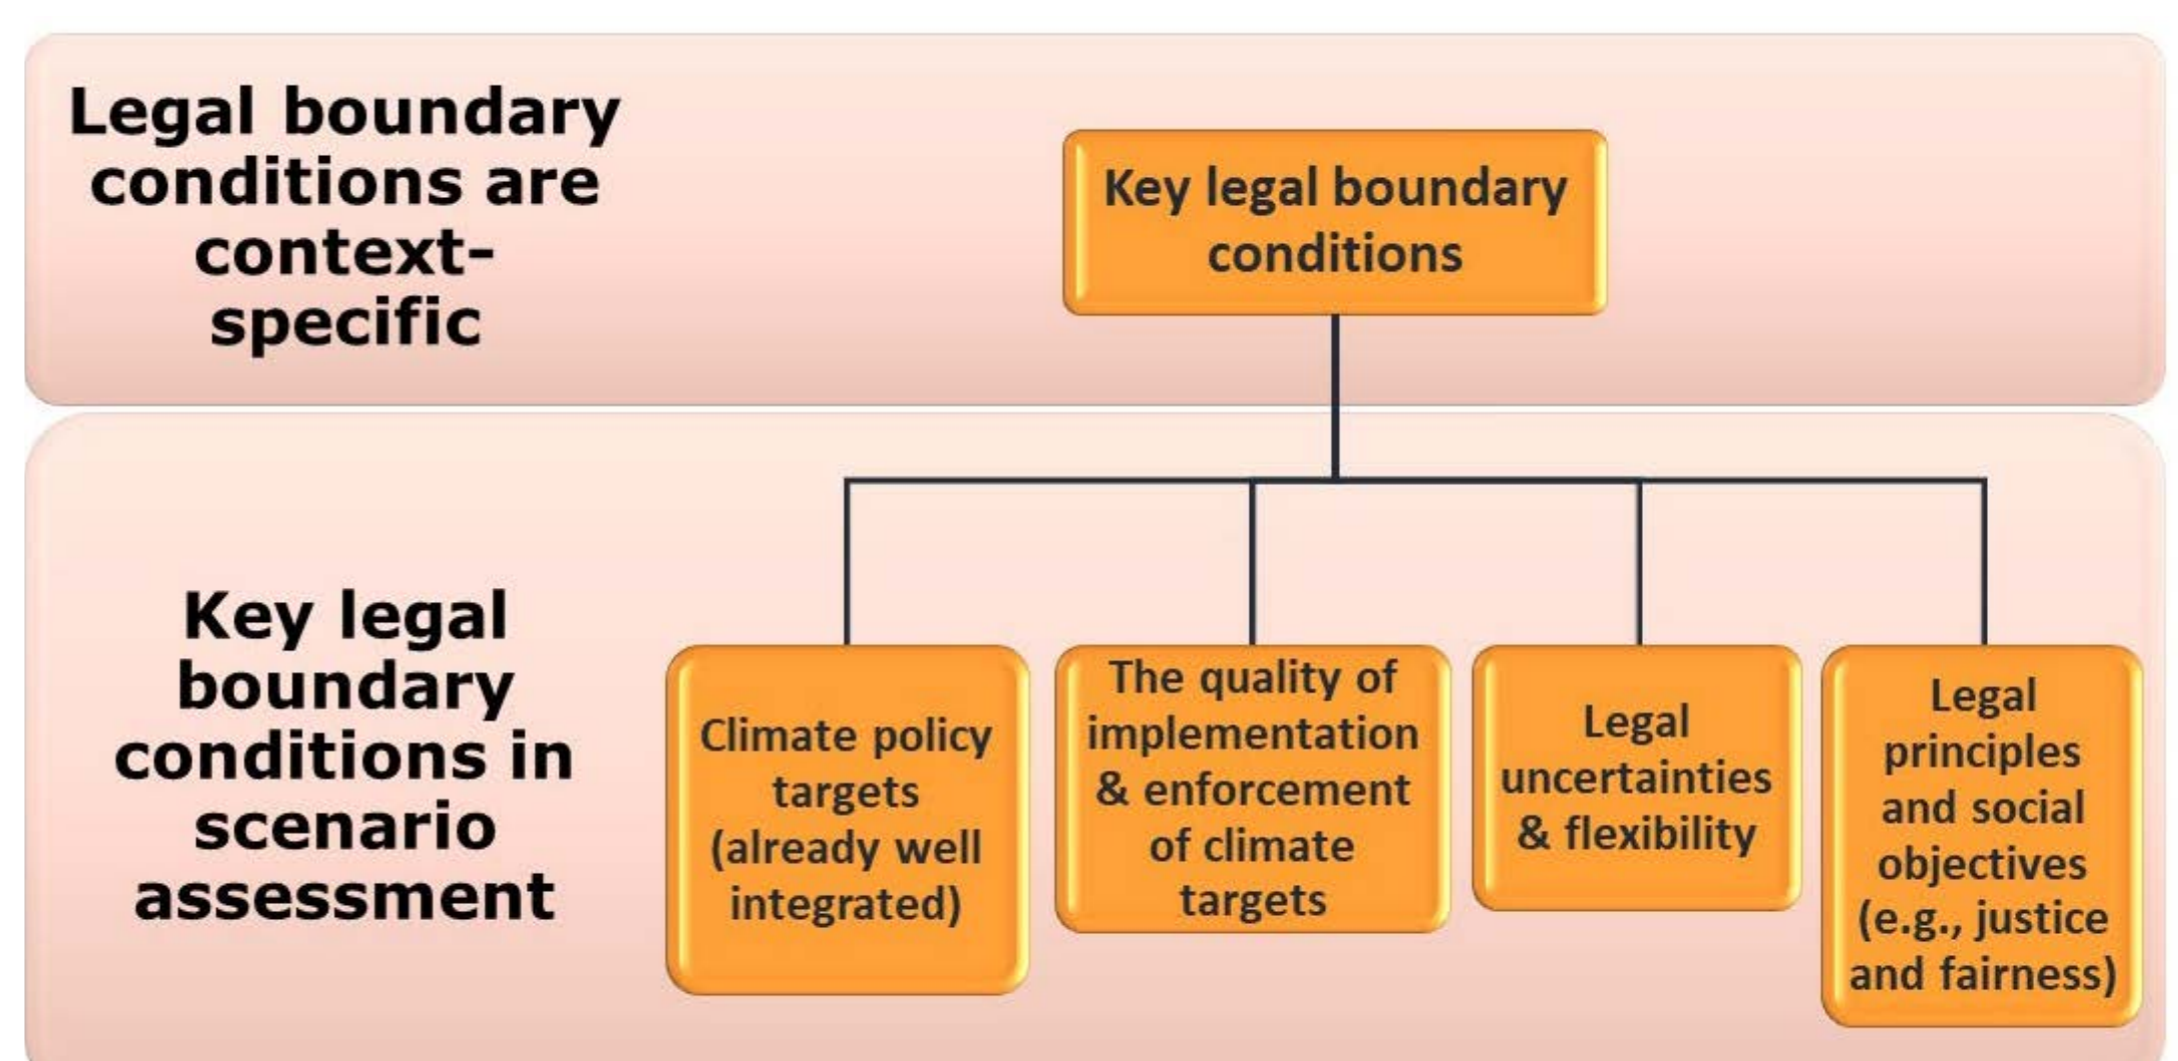 Legal boundary
conditions are
context-
specific
Key legal boundary
conditions
Key legal
boundary
conditions in
scenario
assessment
Climate policy
targets
(already well
integrated)
The quality of
implementation
& enforcement
of climate
targets
Legal
uncertainties
& flexibility
Legal
principles
and social
objectives
(e.g., justice
and fairness)